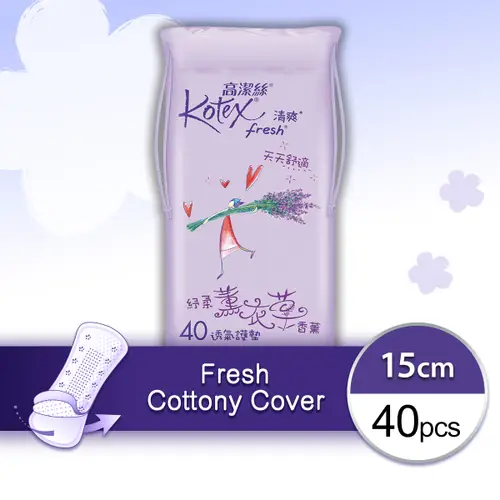 高潔絲®
Kotex® 清爽®
fresh®
天天舒適
紓柔 薰衣草 香薰
40 透氣護墊
Fresh
Cottony Cover
15cm
40pcs